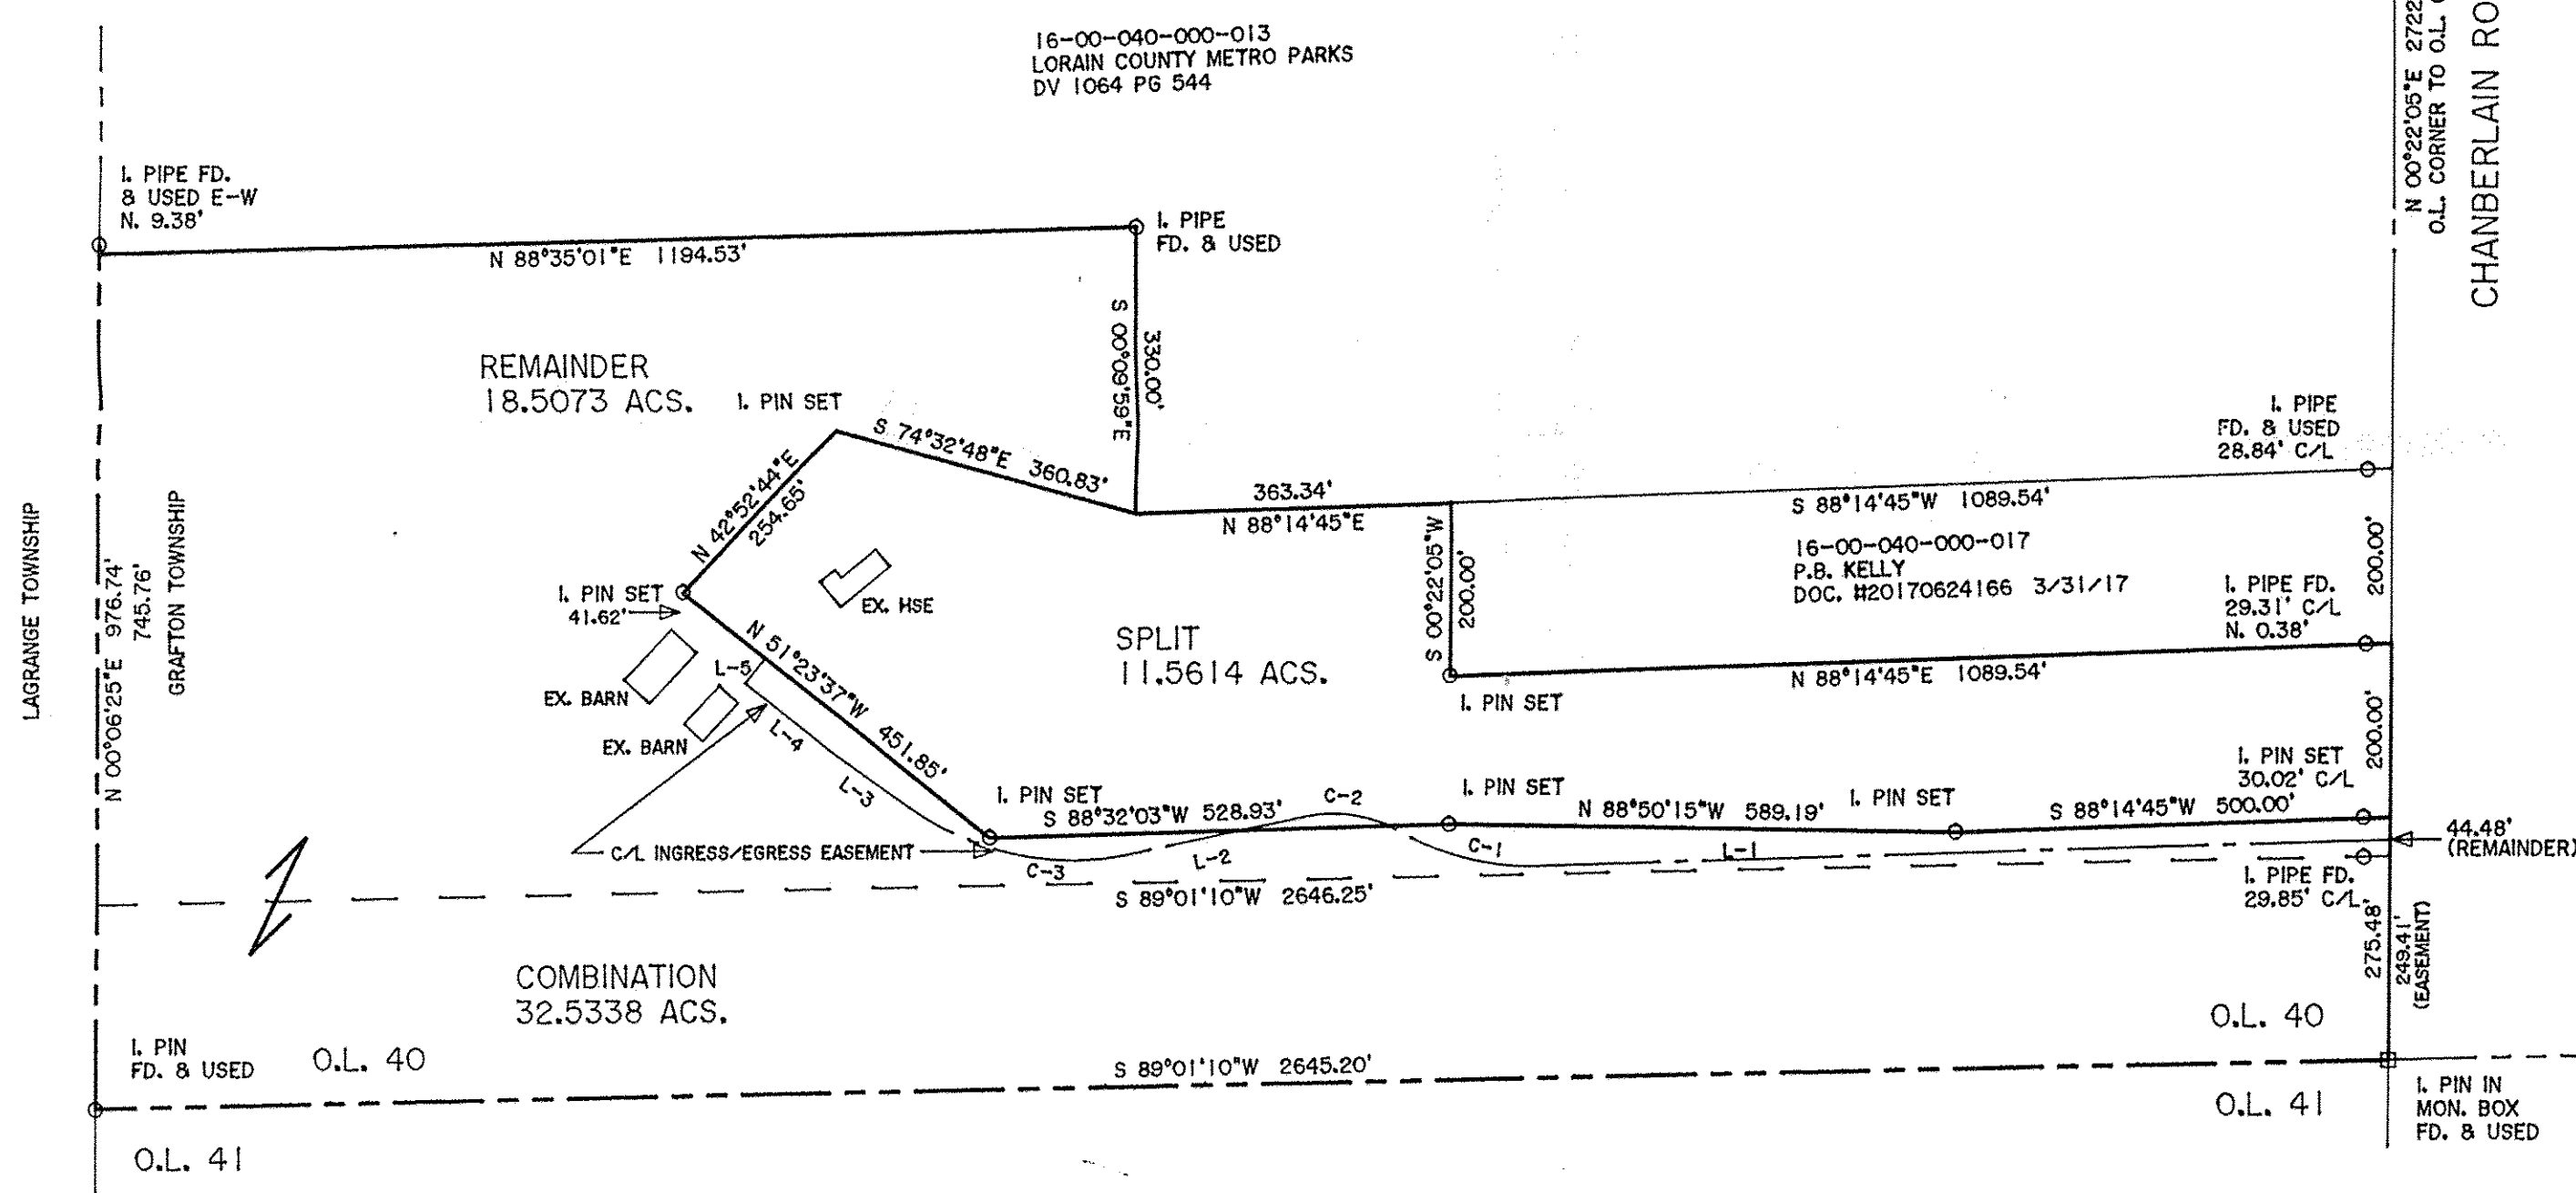 16-00-040-000-013
LORAIN COUNTY METRO PARKS
DV 1064 PG 544
N 00°22'05"E 2722
O.L. CORNER TO O.L.
CHANBERLAIN RO
I. PIPE FD.
& USED E-W
N. 9.38'
I. PIPE
FD. & USED
N 88°35'01"E 1194.53'
S 00°09'59"E
330.00'
REMAINDER
18.5073 ACS.
I. PIN SET
S 74°32'48"E 360.83'
N 42°52'44"E
254.65'
363.34'
N 88°14'45"E
I. PIPE
FD. & USED
28.84' C/L
S 88°14'45"W 1089.54'
16-00-040-000-017
P.B. KELLY
DOC. #20170624166 3/31/17
200.00'
I. PIPE FD.
29.31' C/L
N. 0.38'
S 00°22'05"W
200.00'
LAGRANGE TOWNSHIP
N 00°06'25"E 976.74'
745.76'
GRAFTON TOWNSHIP
I. PIN SET
41.62'
EX. HSE
SPLIT
11.5614 ACS.
N 88°14'45"E 1089.54'
I. PIN SET
N 51°23'37"W 451.85'
L-5
EX. BARN
EX. BARN
L-4
L-3
200.00'
I. PIN SET
30.02' C/L
I. PIN SET
S 88°32'03"W 528.93'
C-2
I. PIN SET
N 88°50'15"W 589.19'
I. PIN SET
S 88°14'45"W 500.00'
44.48'
(REMAINDER)
C/L INGRESS/EGRESS EASEMENT
C-3
L-2
C-1
L-1
S 89°01'10"W 2646.25'
I. PIPE FD.
29.85' C/L
275.48'
249.41'
(EASEMENT)
COMBINATION
32.5338 ACS.
O.L. 40
I. PIN
FD. & USED
O.L. 40
S 89°01'10"W 2645.20'
O.L. 41
I. PIN IN
MON. BOX
FD. & USED
O.L. 41